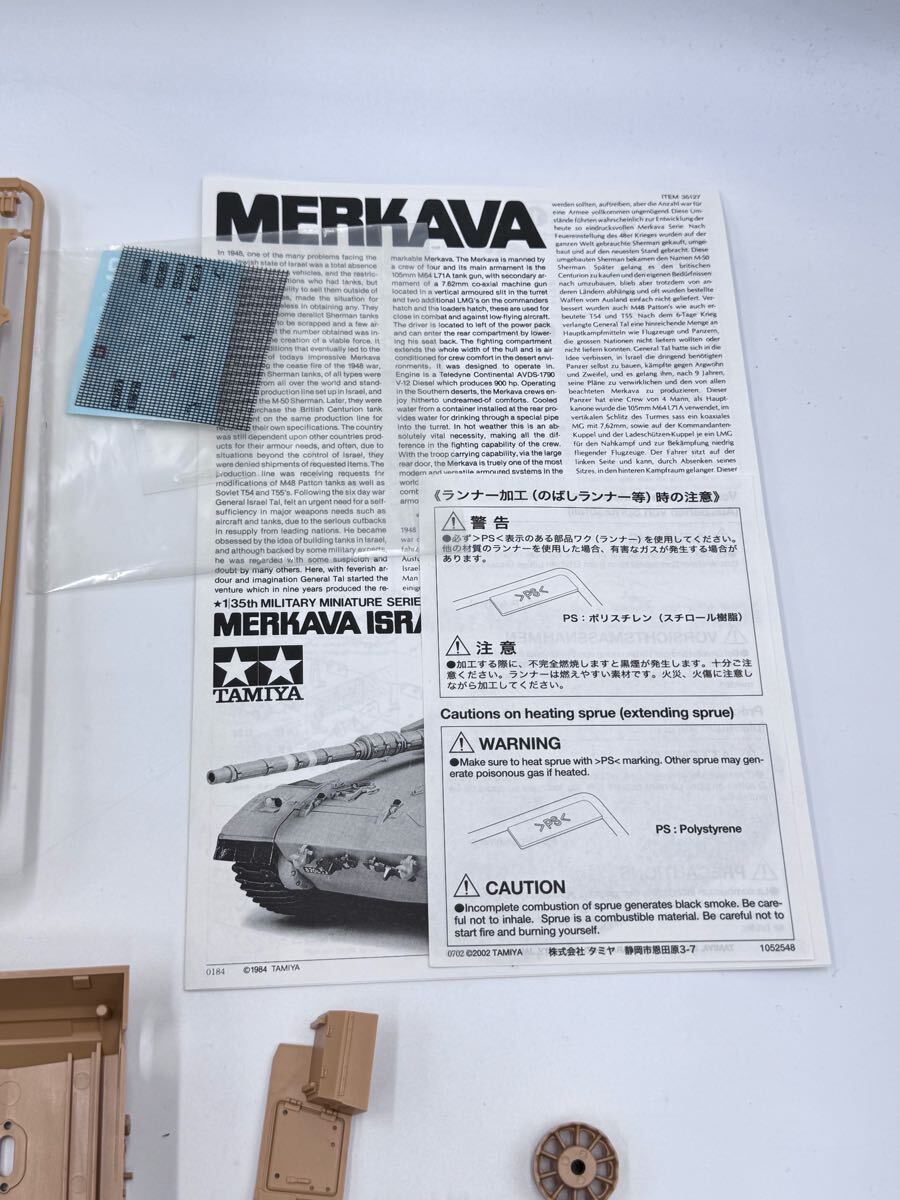 MERKAVA
ITEM 35127
In 1948, one of the many problems facing the
wish state of Israel was a total absence
vehicles, and the restric-
ions who had tanks, but
lity to sell them outside of
es, made the situation for
eless in obtaining any. They
ome derelict Sherman tanks
to be scrapped and a few ar-
t the number obtained was in-
e creation of a viable force. It
ons that eventually led to the
f todays impressive Merkava
g the cease fire of the 1948 war,
Sherman tanks, of all types were
om all over the world and stand-
production line set up in Israel, and
the M-50 Sherman. Later, they were
urchase the British Centurion tank
ent on the same production line for
their own specifications. The country
was still dependent upon other countries prod-
ucts for their needs, and often, due to
situations beyond the control of Israel, they
were denied shipments of requested items. The
production line was receiving requests for
modifications of M48 Patton tanks as well as
Soviet T54 and T55's. Following the six day war
General Israel Tal, felt an urgent need for a self-
sufficiency in major weapons needs such as
aircraft and tanks, due to the serious cutbacks
in resupply from leading nations. He became
obsessed by the idea of building tanks in Israel,
and although backed by some military experts,
he was regarded with some suspicion and
doubt by many others. Here, with feverish ar-
dour and imagination General Tal started the
venture which in nine years produced the re-
markable Merkava. The Merkava is manned by
a crew of four and its main armament is the
105mm M64 L71A tank gun, with secondary ar-
mament of a 7.62mm co-axial machine gun
located in a vertical armoured slit in the turret
and two additional LMG's on the commanders
hatch and the loaders hatch, these are used for
close in combat and against low-flying aircraft.
The driver is located to left of the power pack
and can enter the rear compartment by lower-
ing his seat back. The fighting compartment
extends the whole width of the hull and is air
conditioned for crew comfort in the desert envi-
ronments. It was designed to operate in.
Engine is a Teledyne Continental AVDS-1790
V-12 Diesel which produces 900 hp. Operating
in the Southern deserts, the Merkava crews en-
joy hitherto undreamed-of comforts. Cooled
water from a container installed at the rear pro-
vides water for drinking through a special pipe
into the turret. In hot weather this is an ab-
solutely vital necessity, making all the dif-
ference in the fighting capability of the crew.
With the troop carrying capability, via the large
rear door, the Merkava is truely one of the most
modern and versatile armoured systems in the
world
comb
armo
1948
war d
fahrz
Ausfu
Israel
Man
einig
werden sollten, auftreiben, aber die Anzahl war für
eine Armee vollkommen ungenügend. Diese Um-
stände führten wahrscheinlich zur Entwicklung der
heute so eindrucksvollen Merkava Serie. Nach
Feuereinstellung des 48er Krieges wurden auf der
ganzen Welt gebrauchte Sherman gekauft, umge-
baut und auf den neuesten Stand gebracht. Diese
umgebauten Sherman bekamen den Namen M-50
Sherman. Später gelang es den britischen
Centurion zu kaufen und den eigenen Bedürfnissen
nach umzubauen, blieb aber trotzdem von an-
deren Ländern abhängig und oft wurden bestellte
Waffen vom Ausland einfach nicht geliefert. Ver-
bessert wurden auch M48 Patton's wie auch er-
beutete T54 und T55. Nach dem 6-Tage Krieg
verlangte General Tal eine hinreichende Menge an
Hauptkampfmitteln wie Flugzeuge und Panzern,
die grossen Nationen nicht liefern wollten oder
nicht liefern konnten. General Tal hatte sich in die
Idee verbissen, in Israel die dringend benötigten
Panzer selbst zu bauen, kämpfte gegen Argwohn
und Zweifel, und es gelang ihm, nach 9 Jahren,
seine Pläne zu verwirklichen und den von allen
beachteten Merkava zu produzieren. Dieser
Panzer hat eine Crew von 4 Mann, als Haupt-
kanone wurde die 105mm M64 L71A verwendet, im
vertikalen Schlitz des Turmes sass ein koaxiales
MG mit 7,62mm, sowie auf der Kommandanten-
Kuppel und der Ladeschützen-Kuppel je ein LMG
für den Nahkampf und zur Bekämpfung niedrig
fliegender Flugzeuge. Der Fahrer sitzt auf der
linken Seite und kann, durch Absenken seines
Sitzes, in den hinteren Kampfraum gelanger. Dieser
★1/35th MILITARY MINIATURE SERIE
MERKAVA ISRA
TAMIYA
0184 ©1984 TAMIYA
《ランナー加工（のばしランナー等）時の注意》
警告
●必ず>PS<表示のある部品ワク（ランナー）を使用してください。
他の材質のランナーを使用した場合、有害なガスが発生する場合が
あります。
>PS<
PS：ポリスチレン（スチロール樹脂）
注意
●加工する際に、不完全燃焼しますと黒煙が発生します。十分ご注
意ください。ランナーは燃えやすい素材です。火災、火傷に注意し
ながら加工してください。
Cautions on heating sprue (extending sprue)
WARNING
●Make sure to heat sprue with >PS< marking. Other sprue may gen-
erate poisonous gas if heated.
>PS<
PS : Polystyrene
CAUTION
●Incomplete combustion of sprue generates black smoke. Be care-
ful not to inhale. Sprue is a combustible material. Be careful not to
start fire and burning yourself.
0702 ©2002 TAMIYA 株式会社 タミヤ 静岡市恩田原3-7 1052548